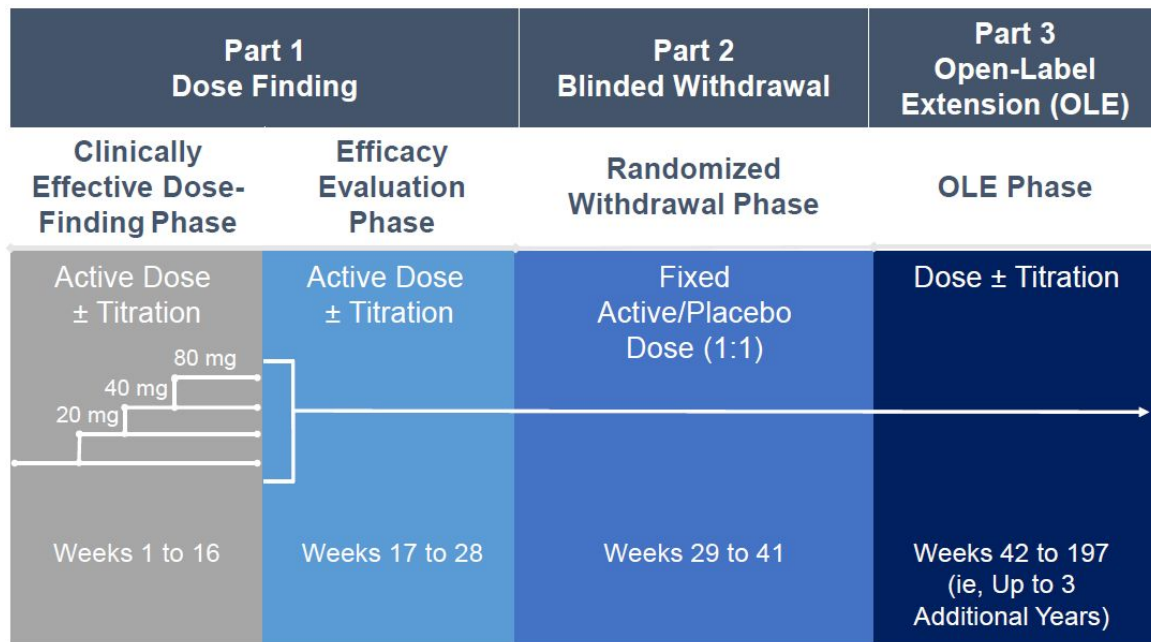 Part 1
Dose Finding
Part 2
Blinded Withdrawal
Part 3
Open-Label
Extension (OLE)
Clinically
Effective Dose-
Finding Phase
Efficacy
Evaluation
Phase
Randomized
Withdrawal Phase
OLE Phase
Active Dose
± Titration
80 mg
40 mg
20 mg
Weeks 1 to 16
Active Dose
± Titration
Weeks 17 to 28
Fixed
Active/Placebo
Dose (1:1)
Weeks 29 to 41
Dose ± Titration
Weeks 42 to 197
(ie, Up to 3
Additional Years)